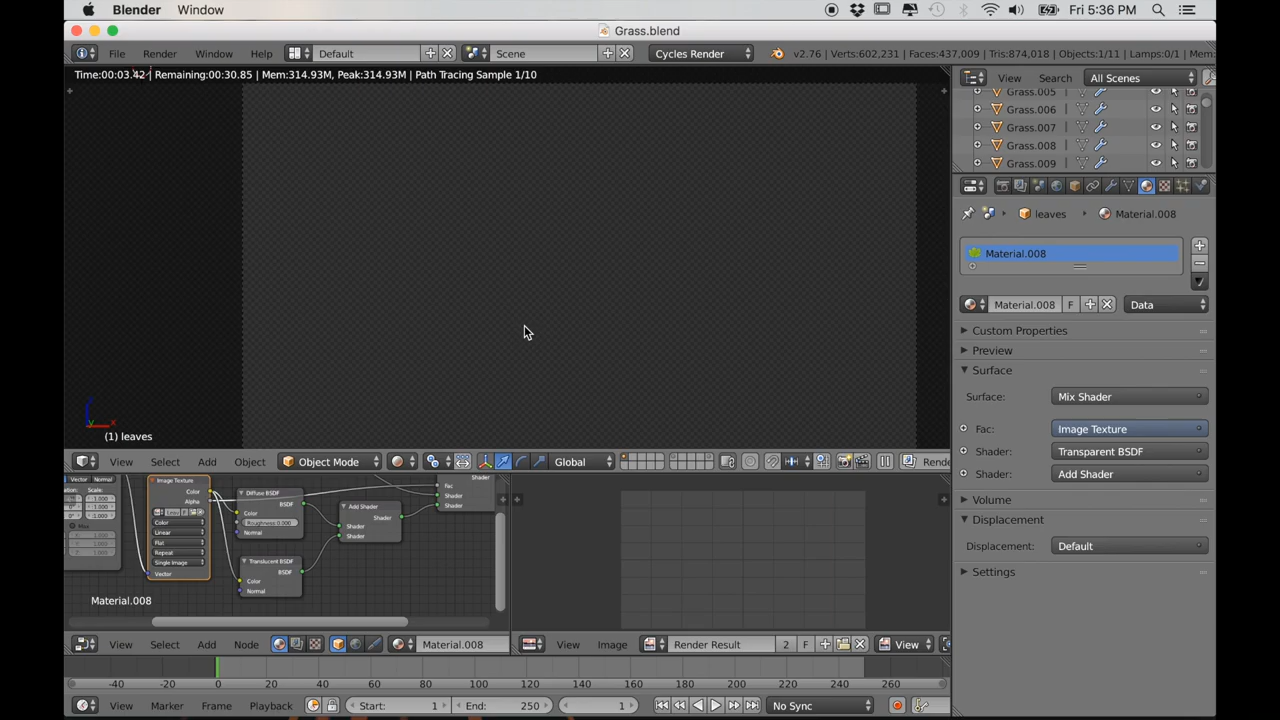 Blender Window Fri 5:36 PM
Grass.blend
File Render Window Help Default Scene Cycles Render v2.76 | Verts:602,231 | Faces:437,009 | Tris:874,018 | Objects:1/11 | Lamps:0/1 | Mem:
Time:00:03.42 | Remaining:00:30.85 | Mem:314.93M, Peak:314.93M | Path Tracing Sample 1/10
View Search All Scenes
Grass.005
Grass.006
Grass.007
Grass.008
Grass.009
leaves Material.008
Material.008
Material.008 F Data
Custom Properties
Preview
Surface
Surface: Mix Shader
Fac: Image Texture
Shader: Transparent BSDF
Shader: Add Shader
Volume
Displacement
Displacement: Default
Settings
(1) leaves
View Select Add Object Object Mode Global Rende
Vector Normal
Scale:
Image Texture
Color
Alpha
Color
Linear
Flat
Repeat
Single Image
Vector
Diffuse BSDF
BSDF
Color
Roughness 0.000
Normal
Translucent BSDF
BSDF
Color
Normal
Add Shader
Shader
Shader
Shader
Shader
Fac
Shader
Shader
Material.008
View Select Add Node Material.008
View Image Render Result 2 F View
-40 -20 0 20 40 60 80 100 120 140 160 180 200 220 240 260
View Marker Frame Playback Start: 1 End: 250 1 No Sync